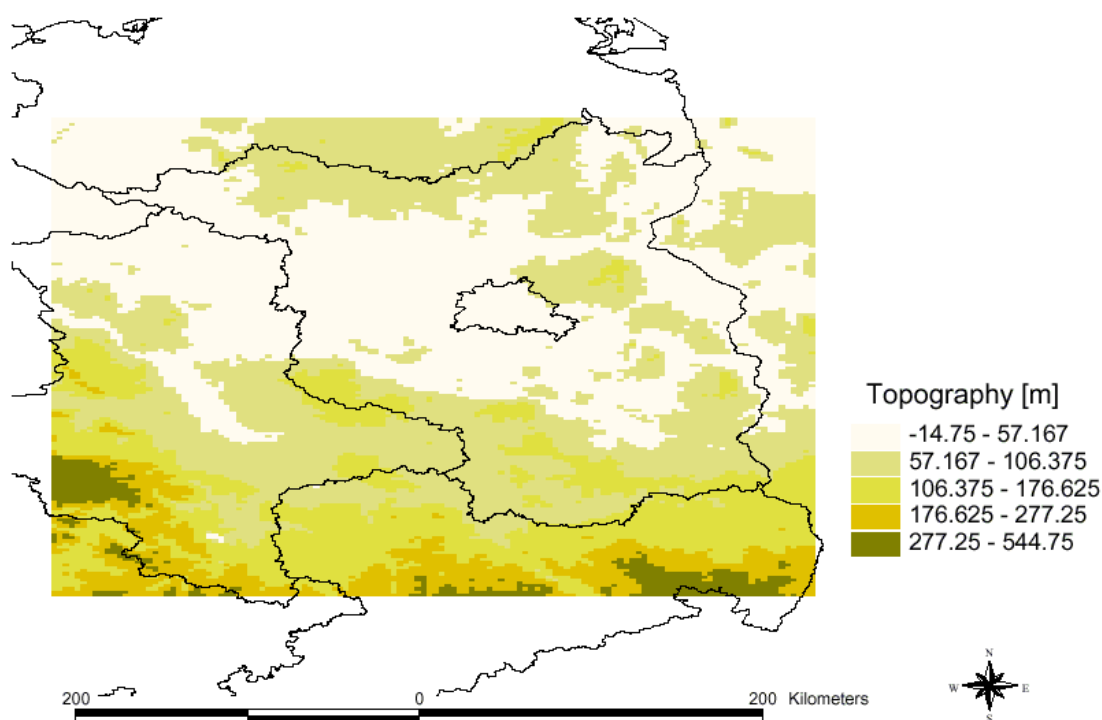 Topography [m]
-14.75 - 57.167
57.167 - 106.375
106.375 - 176.625
176.625 - 277.25
277.25 - 544.75
N
W E
S
200 0 200 Kilometers